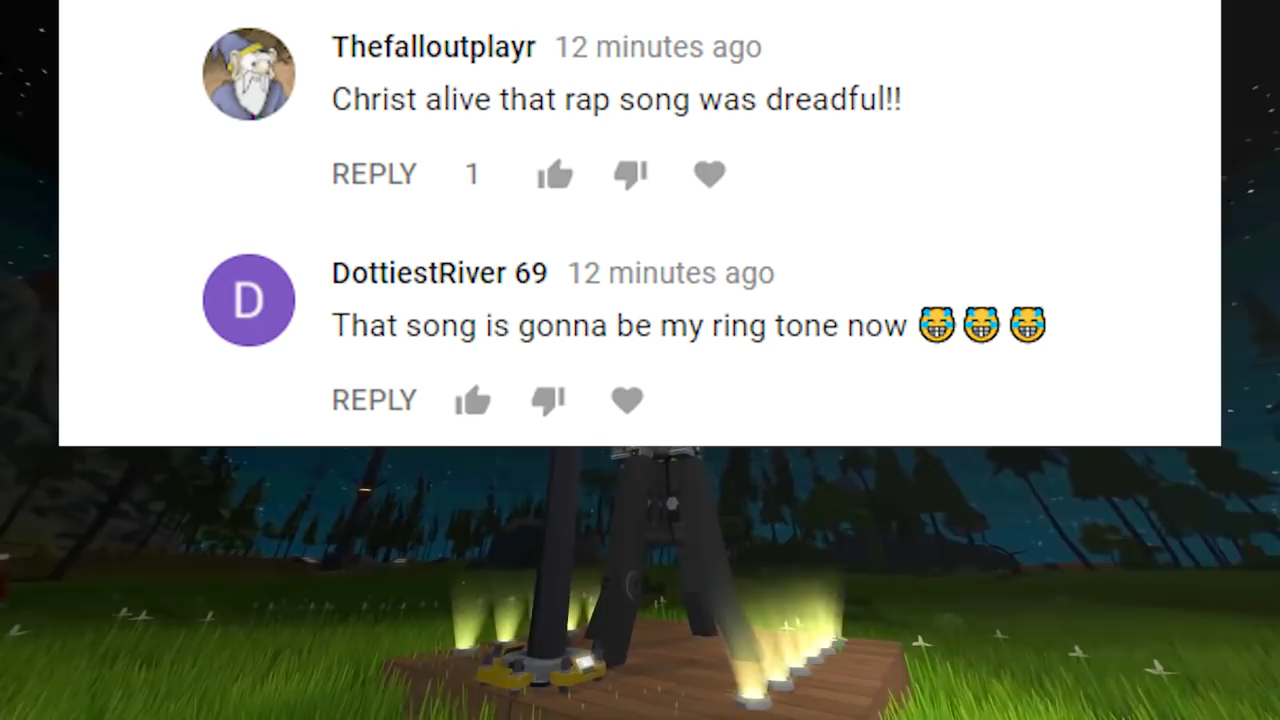 Thefalloutplayr 12 minutes ago
Christ alive that rap song was dreadful!!
REPLY 1
D
DottiestRiver 69 12 minutes ago
That song is gonna be my ring tone now 😹😹😹
REPLY